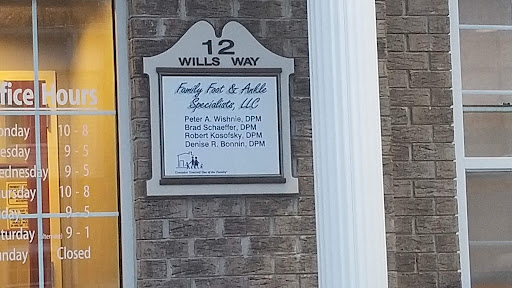 12
WILLS WAY
Family Foot & Ankle
Specialists, LLC
Peter A. Wishnie, DPM
Brad Schaeffer, DPM
Robert Kosofsky, DPM
Denise R. Bonnin, DPM
ffice Hours
onday 10 - 8
esday 9 - 5
ednesday 9 - 5
ursday 10 - 8
day 9 - 5
turday 9 - 1
nday Closed